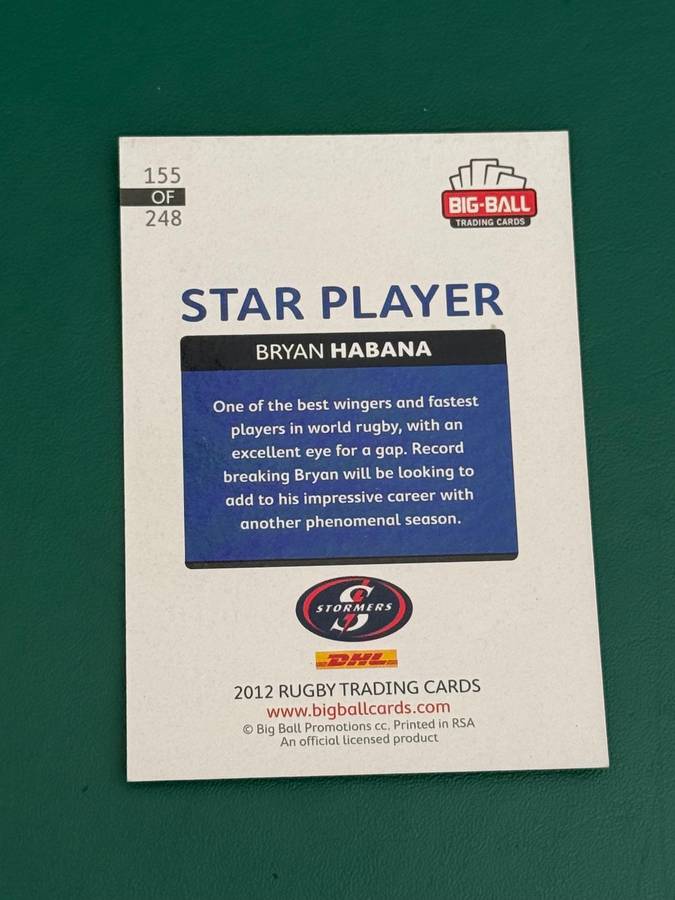 155
OF
248
BIG-BALL
TRADING CARDS
STAR PLAYER
BRYAN HABANA
One of the best wingers and fastest
players in world rugby, with an
excellent eye for a gap. Record
breaking Bryan will be looking to
add to his impressive career with
another phenomenal season.
STORMERS
S
DHL
2012 RUGBY TRADING CARDS
www.bigballcards.com
© Big Ball Promotions cc. Printed in RSA
An official licensed product